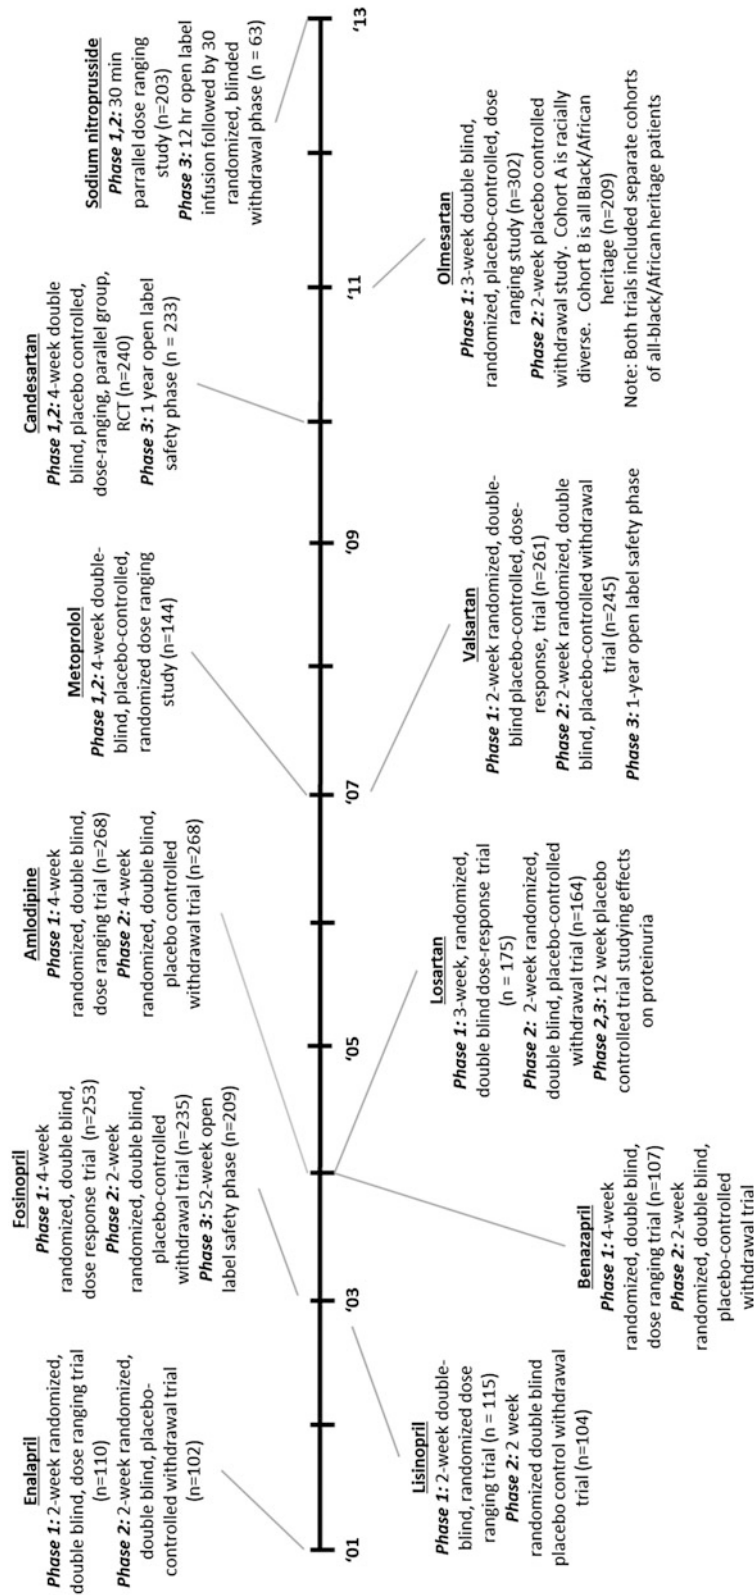 Enalapril
Phase 1: 2-week randomized,
double blind, dose ranging trial
(n=110)
Phase 2: 2-week randomized,
double blind, placebo-
controlled withdrawal trial
(n=102)
Fosinopril
Phase 1: 4-week
randomized, double blind,
dose response trial (n=253)
Phase 2: 2-week
randomized, double blind,
placebo-controlled
withdrawal trial (n=235)
Phase 3: 52-week open
label safety phase (n=209)
Amlodipine
Phase 1: 4-week
randomized, double blind,
dose ranging trial (n=268)
Phase 2: 4-week
randomized, double blind,
placebo controlled
withdrawal trial (n=268)
Metoprolol
Phase 1,2: 4-week double-
blind, placebo-controlled,
randomized dose ranging
study (n=144)
Candesartan
Phase 1,2: 4-week double
blind, placebo controlled,
dose-ranging, parallel group,
RCT (n=240)
Phase 3: 1 year open label
safety phase (n = 233)
Sodium nitroprusside
Phase 1,2: 30 min
parrallel dose ranging
study (n=203)
Phase 3: 12 hr open label
infusion followed by 30
randomized, blinded
withdrawal phase (n = 63)
'01
'03
'05
'07
'09
'11
'13
Lisinopril
Phase 1: 2-week double-
blind, randomized dose
ranging trial (n = 115)
Phase 2: 2 week
randomized double blind
placebo control withdrawal
trial (n=104)
Benazapril
Phase 1: 4-week
randomized, double blind,
dose ranging trial (n=107)
Phase 2: 2-week
randomized, double blind,
placebo-controlled
withdrawal trial
Losartan
Phase 1: 3-week, randomized,
double blind dose-response trial
(n = 175)
Phase 2: 2-week randomized,
double blind, placebo-controlled
withdrawal trial (n=164)
Phase 2,3: 12 week placebo
controlled trial studying effects
on proteinuria
Valsartan
Phase 1: 2-week randomized, double-
blind placebo-controlled, dose-
response, trial (n=261)
Phase 2: 2-week randomized, double
blind, placebo-controlled withdrawal
trial (n=245)
Phase 3: 1-year open label safety phase
Olmesartan
Phase 1: 3-week double blind,
randomized, placebo-controlled, dose
ranging study (n=302)
Phase 2: 2-week placebo controlled
withdrawal study. Cohort A is racially
diverse. Cohort B is all Black/African
heritage (n=209)
Note: Both trials included separate cohorts
of all-black/African heritage patients